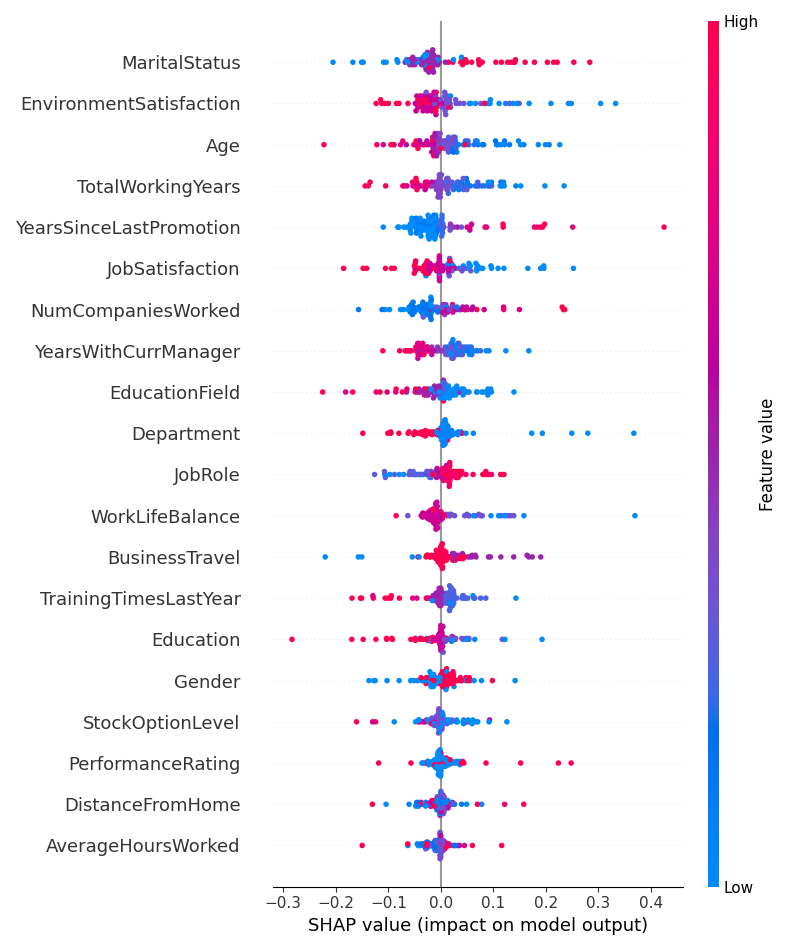 High
MaritalStatus
EnvironmentSatisfaction
Age
TotalWorkingYears
YearsSinceLastPromotion
JobSatisfaction
NumCompaniesWorked
YearsWithCurrManager
EducationField
Department
JobRole
WorkLifeBalance
BusinessTravel
TrainingTimesLastYear
Education
Gender
StockOptionLevel
PerformanceRating
DistanceFromHome
AverageHoursWorked
Feature value
Low
−0.3 −0.2 −0.1 0.0 0.1 0.2 0.3 0.4
SHAP value (impact on model output)